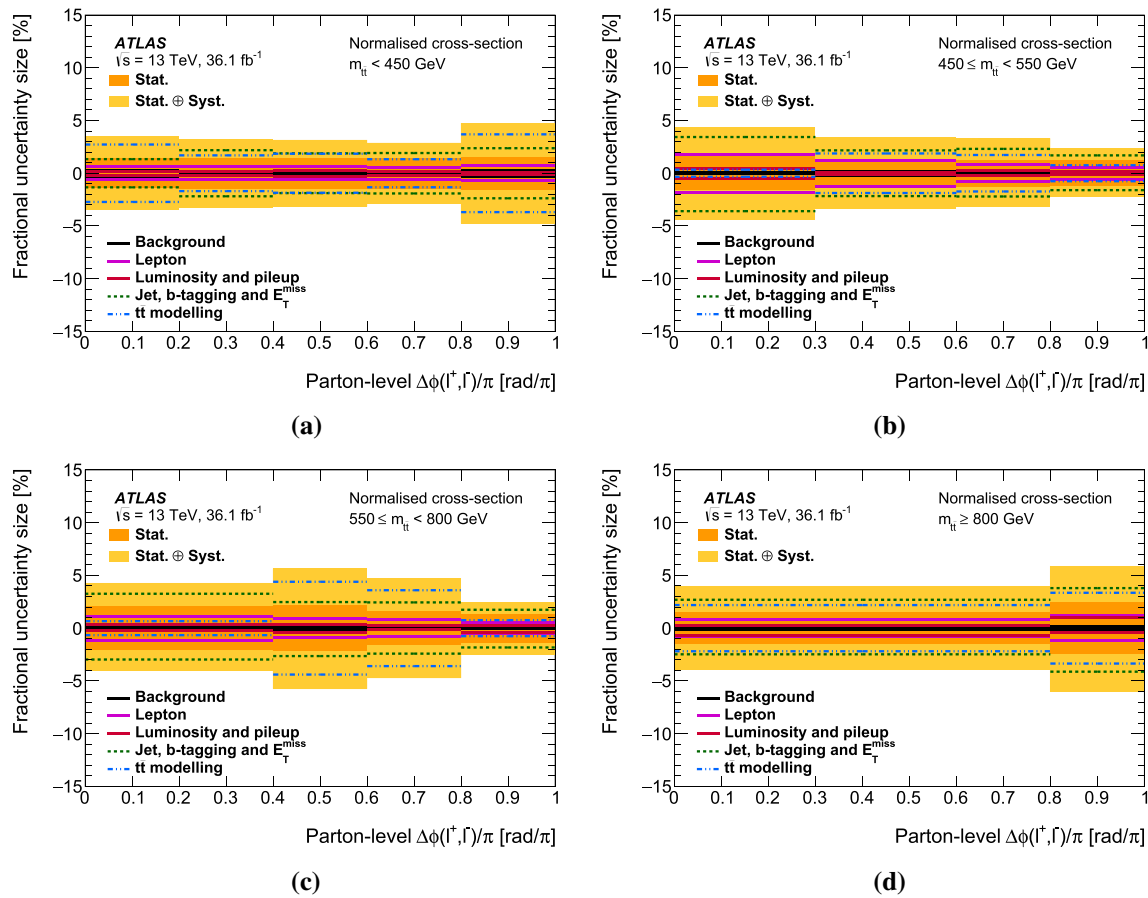 Fractional uncertainty size [%]
15
10
5
0
−5
−10
−15
ATLAS
√s = 13 TeV, 36.1 fb⁻¹
Stat.
Stat. ⊕ Syst.
Normalised cross-section
m_tt̄ < 450 GeV
Background
Lepton
Luminosity and pileup
Jet, b-tagging and E_T^miss
tt̄ modelling
0 0.1 0.2 0.3 0.4 0.5 0.6 0.7 0.8 0.9 1
Parton-level Δϕ(l⁺,l⁻)/π [rad/π]
(a)
Fractional uncertainty size [%]
15
10
5
0
−5
−10
−15
ATLAS
√s = 13 TeV, 36.1 fb⁻¹
Stat.
Stat. ⊕ Syst.
Normalised cross-section
450 ≤ m_tt̄ < 550 GeV
Background
Lepton
Luminosity and pileup
Jet, b-tagging and E_T^miss
tt̄ modelling
0 0.1 0.2 0.3 0.4 0.5 0.6 0.7 0.8 0.9 1
Parton-level Δϕ(l⁺,l⁻)/π [rad/π]
(b)
Fractional uncertainty size [%]
15
10
5
0
−5
−10
−15
ATLAS
√s = 13 TeV, 36.1 fb⁻¹
Stat.
Stat. ⊕ Syst.
Normalised cross-section
550 ≤ m_tt̄ < 800 GeV
Background
Lepton
Luminosity and pileup
Jet, b-tagging and E_T^miss
tt̄ modelling
0 0.1 0.2 0.3 0.4 0.5 0.6 0.7 0.8 0.9 1
Parton-level Δϕ(l⁺,l⁻)/π [rad/π]
(c)
Fractional uncertainty size [%]
15
10
5
0
−5
−10
−15
ATLAS
√s = 13 TeV, 36.1 fb⁻¹
Stat.
Stat. ⊕ Syst.
Normalised cross-section
m_tt̄ ≥ 800 GeV
Background
Lepton
Luminosity and pileup
Jet, b-tagging and E_T^miss
tt̄ modelling
0 0.1 0.2 0.3 0.4 0.5 0.6 0.7 0.8 0.9 1
Parton-level Δϕ(l⁺,l⁻)/π [rad/π]
(d)